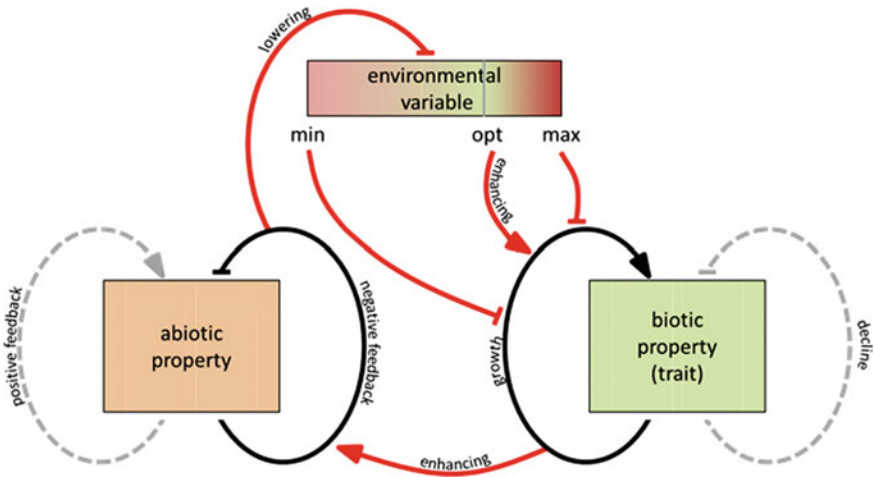 lowering
environmental
variable
min
opt
max
enhancing
positive feedback
abiotic
property
negative feedback
growth
biotic
property
(trait)
decline
enhancing